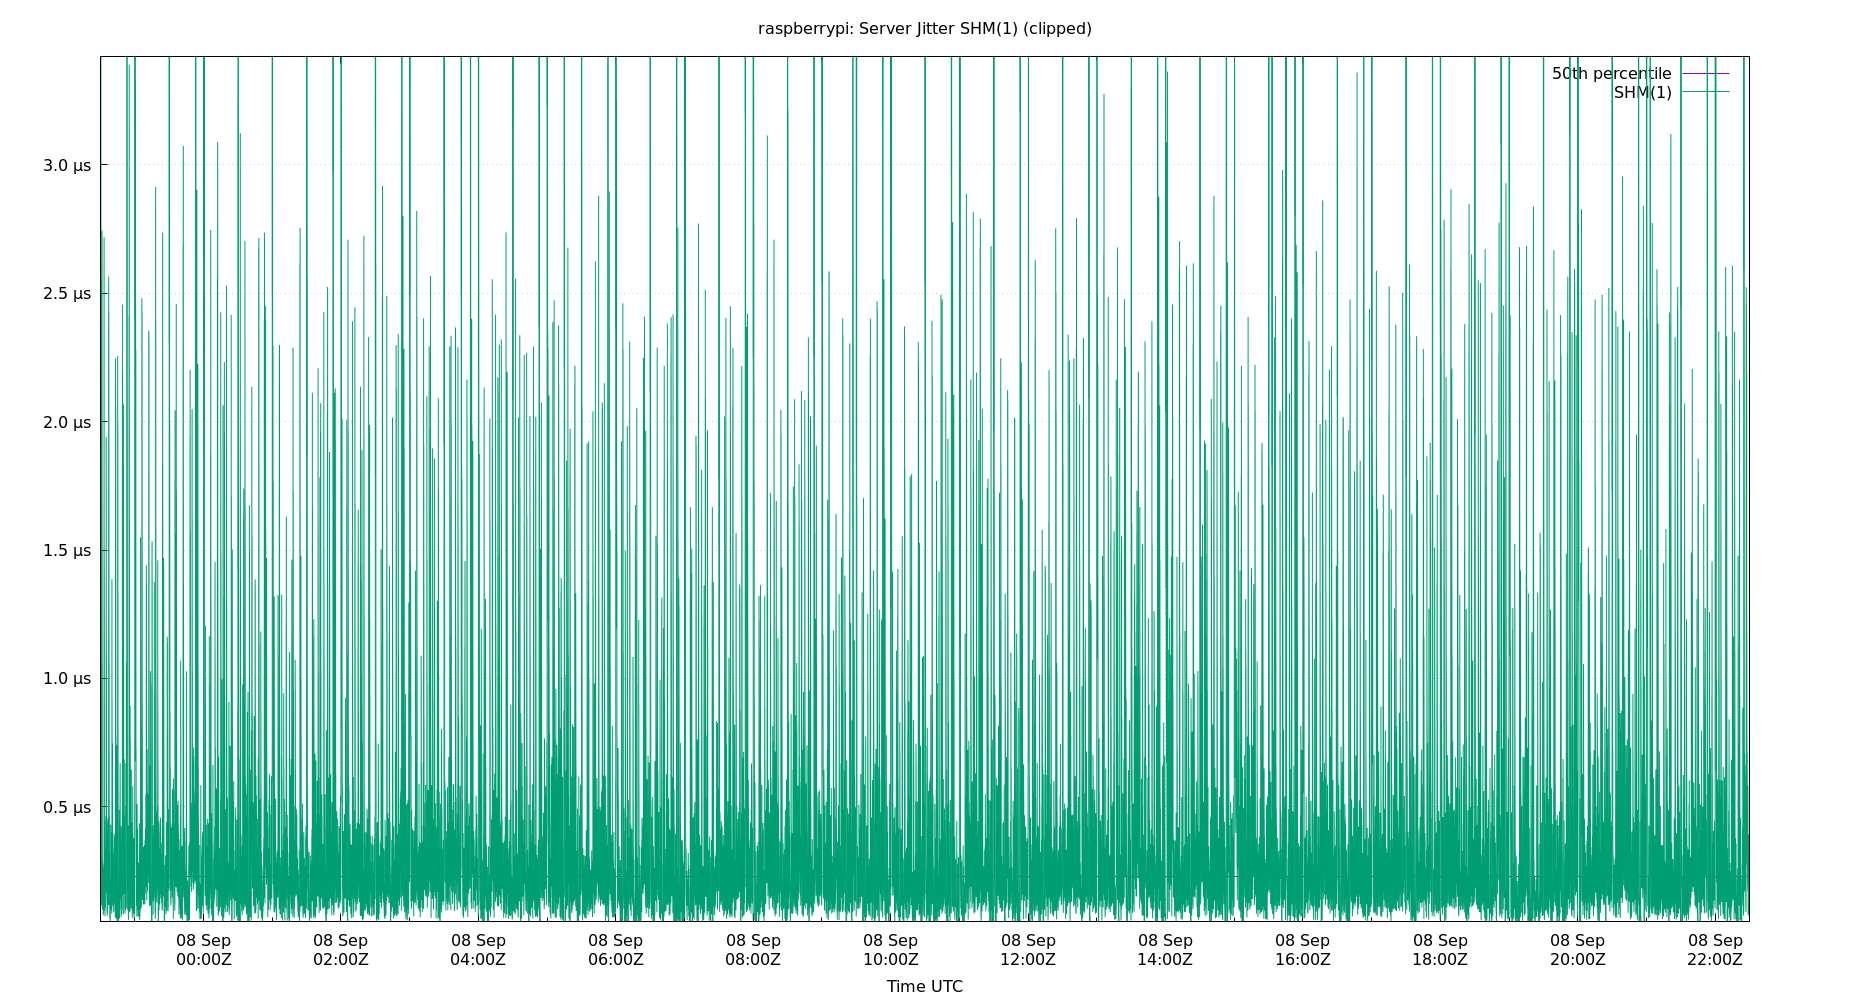 raspberrypi: Server Jitter SHM(1) (clipped)
50th percentile
SHM(1)
3.0 µs
2.5 µs
2.0 µs
1.5 µs
1.0 µs
0.5 µs
08 Sep 08 Sep 08 Sep 08 Sep 08 Sep 08 Sep 08 Sep 08 Sep 08 Sep 08 Sep 08 Sep 08 Sep
00:00Z 02:00Z 04:00Z 06:00Z 08:00Z 10:00Z 12:00Z 14:00Z 16:00Z 18:00Z 20:00Z 22:00Z
Time UTC